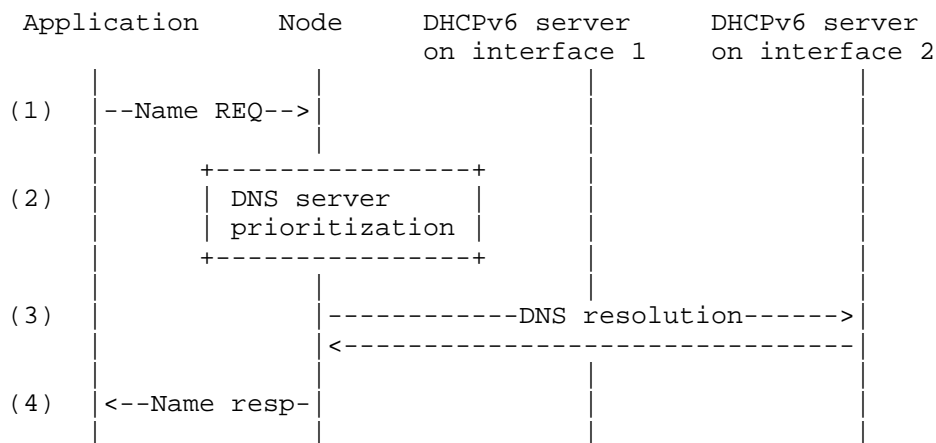 Application     Node     DHCPv6 server     DHCPv6 server
on interface 1     on interface 2
(1) --Name REQ-->
(2) DNS server
prioritization
(3) ------------DNS resolution------>
<---------------------------------
(4) <--Name resp-